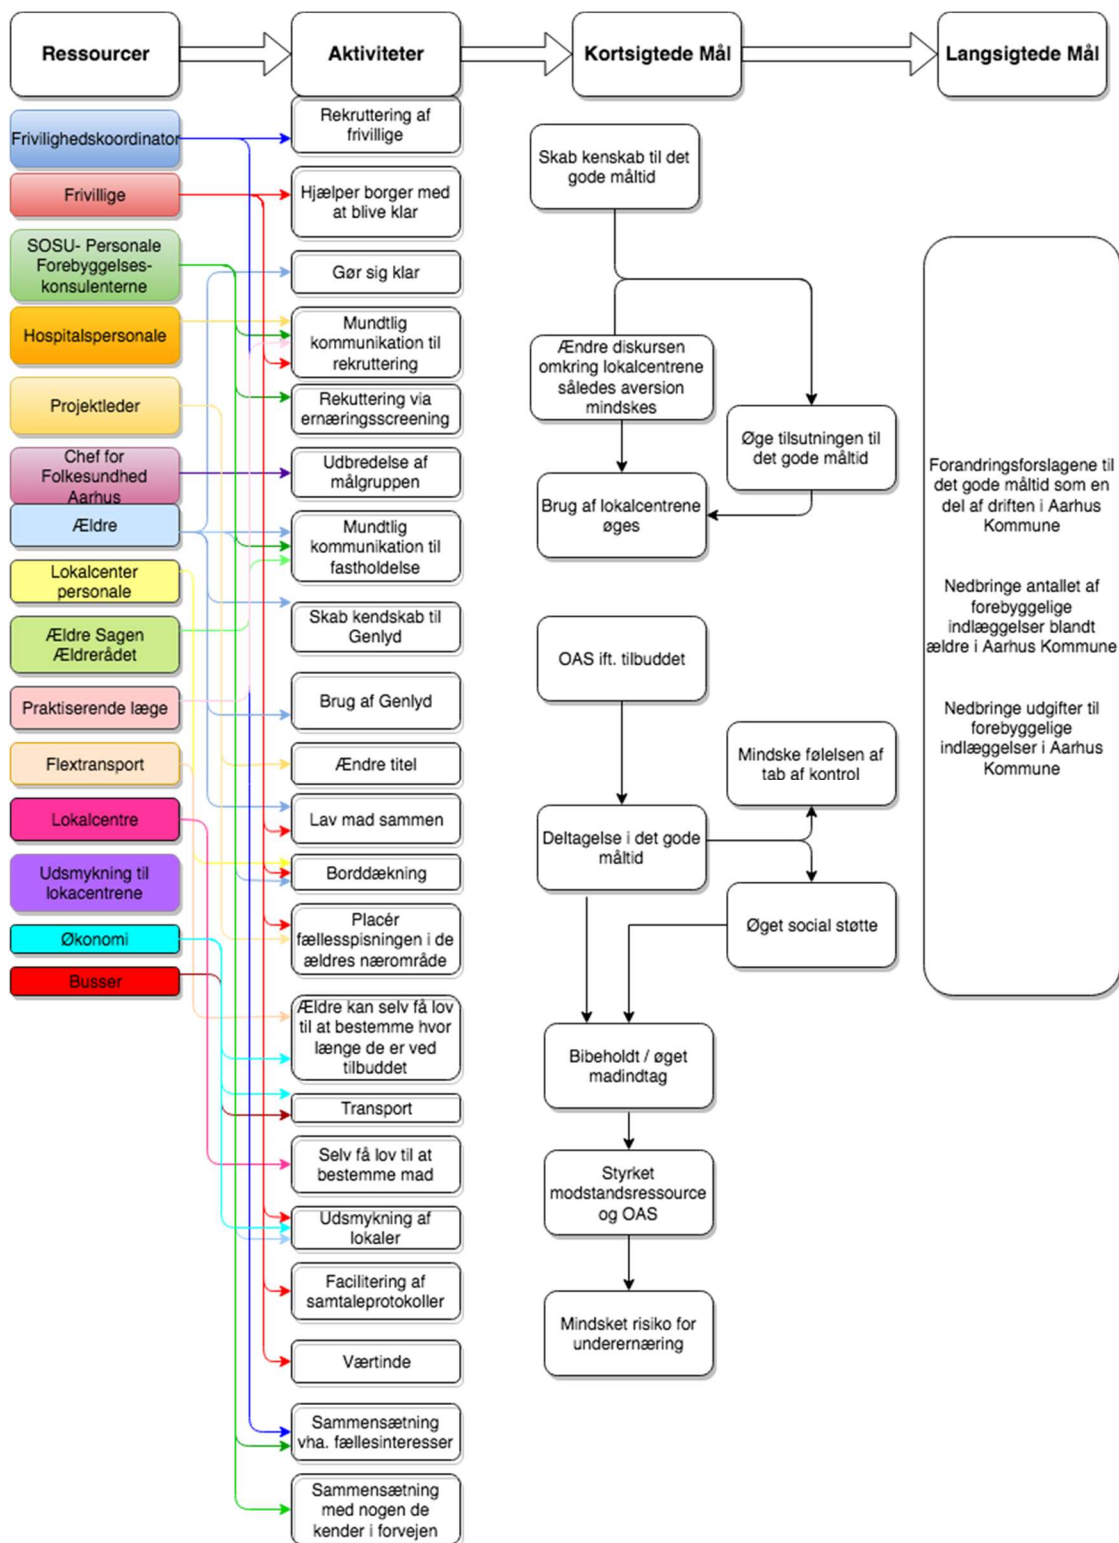 Ressourcer
Aktiviteter
Kortsigtede Mål
Langsigtede Mål
Frivilighedskoordinator
Frivillige
SOSU- Personale
Forebyggelses-
konsulenterne
Hospitalspersonale
Projektleder
Chef for
Folkesundhed
Aarhus
Ældre
Lokalcenter
personale
Ældre Sagen
Ældrerådet
Praktiserende læge
Flextransport
Lokalcentre
Udsmykning til
lokacentrene
Økonomi
Busser
Rekruttering af
frivillige
Hjælper borger med
at blive klar
Gør sig klar
Mundtlig
kommunikation til
rekruttering
Rekuttering via
ernæringsscreening
Udbredelse af
målgruppen
Mundtlig
kommunikation til
fastholdelse
Skab kendskab til
Genlyd
Brug af Genlyd
Ændre titel
Lav mad sammen
Borddækning
Placér
fællesspisningen i de
ældres nærområde
Ældre kan selv få lov
til at bestemme hvor
længe de er ved
tilbuddet
Transport
Selv få lov til at
bestemme mad
Udsmykning af
lokaler
Facilitering af
samtaleprotokoller
Værtinde
Sammensætning
vha. fællesinteresser
Sammensætning
med nogen de
kender i forvejen
Skab kenskab til det
gode måltid
Ændre diskursen
omkring lokalcentrene
således aversion
mindskes
Øge tilsutningen til
det gode måltid
Brug af lokalcentrene
øges
OAS ift. tilbuddet
Mindske følelsen af
tab af kontrol
Deltagelse i det gode
måltid
Øget social støtte
Bibeholdt / øget
madindtag
Styrket
modstandsressource
og OAS
Mindsket risiko for
underernæring
Forandringsforslagene til
det gode måltid som en
del af driften i Aarhus
Kommune
Nedbringe antallet af
forebyggelige
indlæggelser blandt
ældre i Aarhus Kommune
Nedbringe udgifter til
forebyggelige
indlæggelser i Aarhus
Kommune